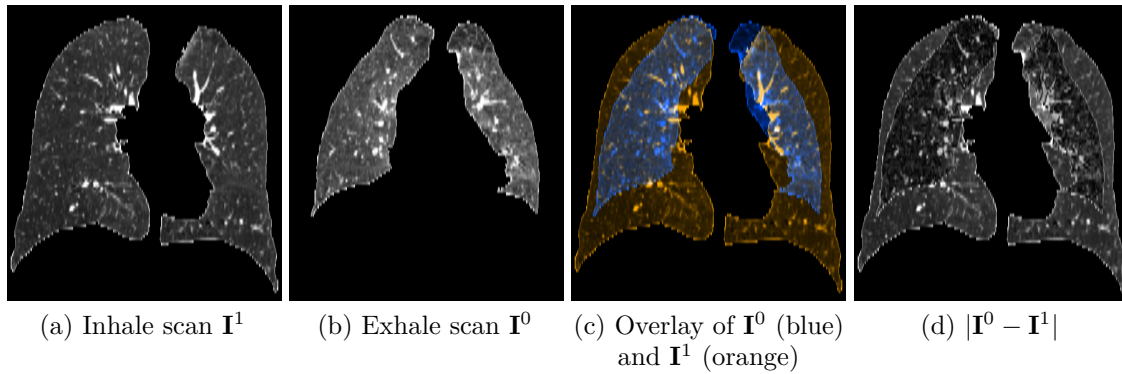 (a) Inhale scan I¹
(b) Exhale scan I⁰
(c) Overlay of I⁰ (blue)
and I¹ (orange)
(d) |I⁰ − I¹|